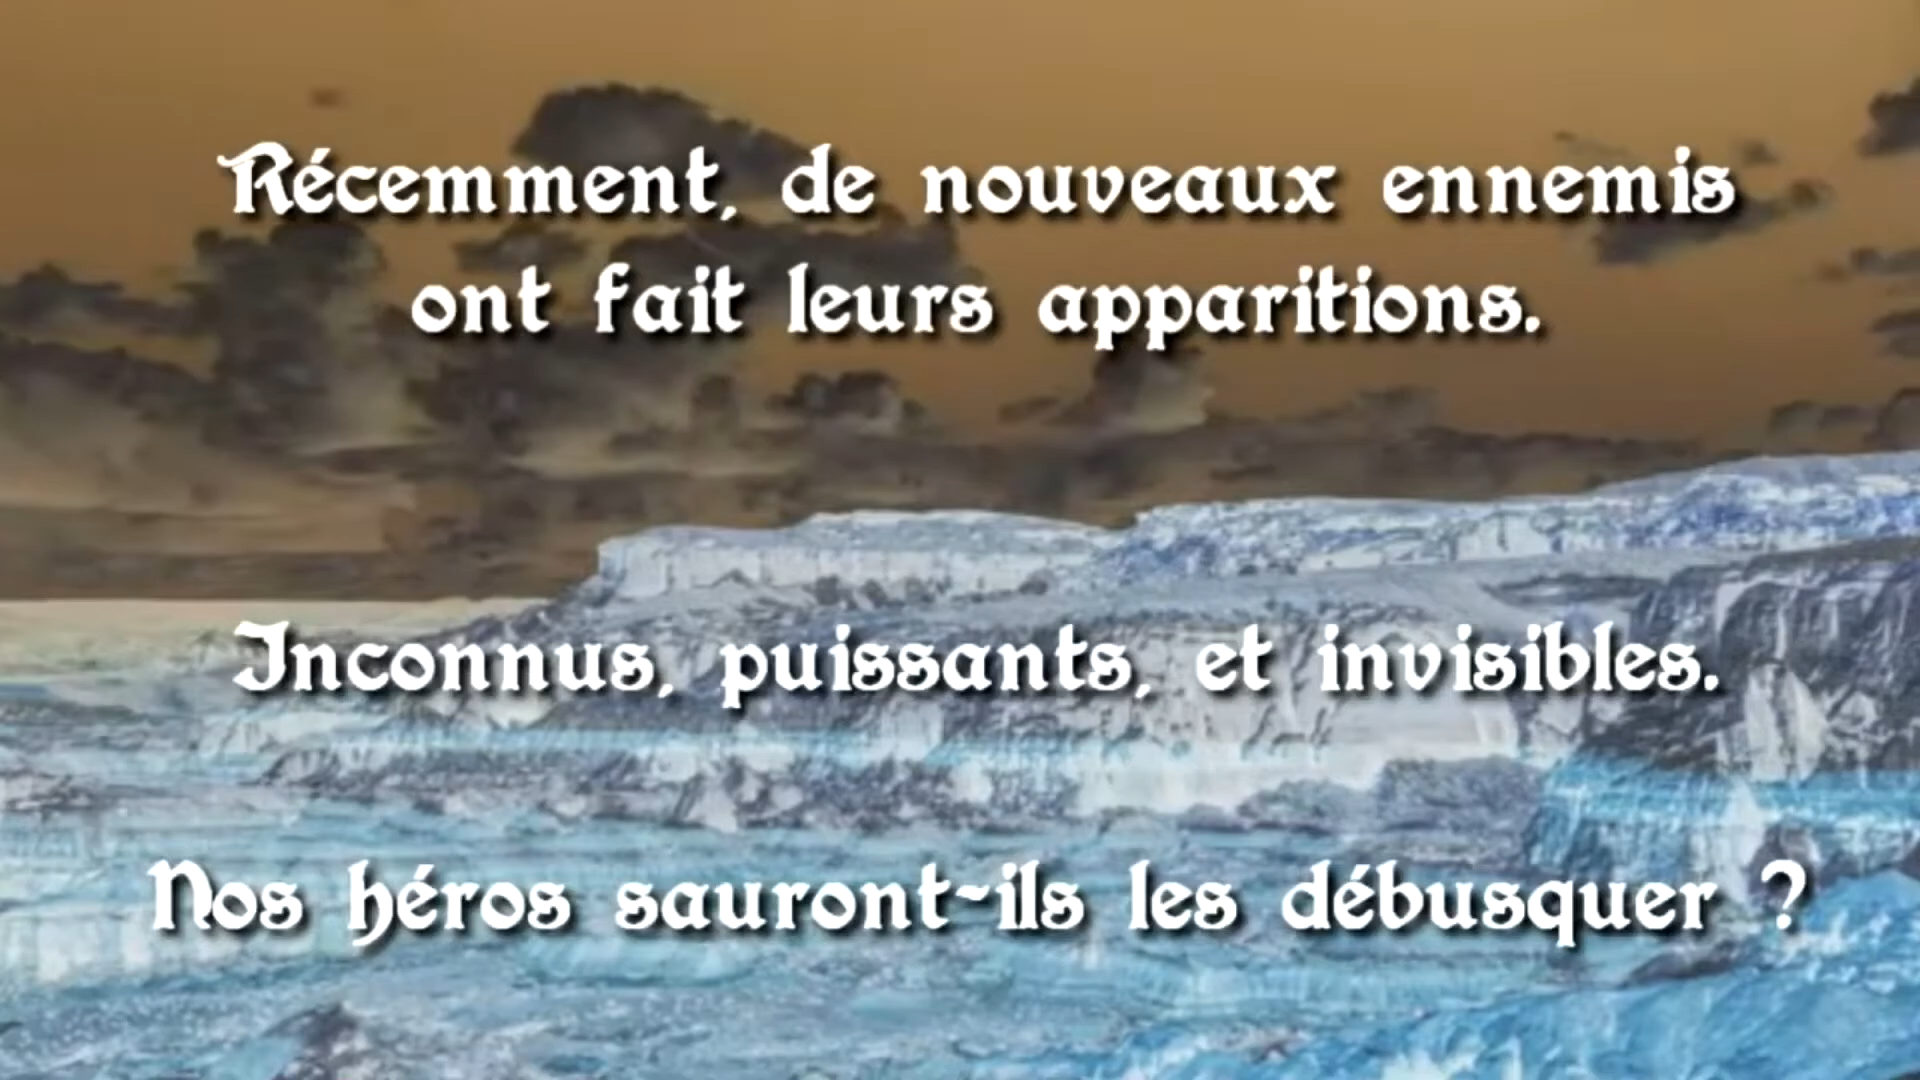 Récemment, de nouveaux ennemis
ont fait leurs apparitions.
Inconnus, puissants, et invisibles.
Nos héros sauront-ils les débusquer ?